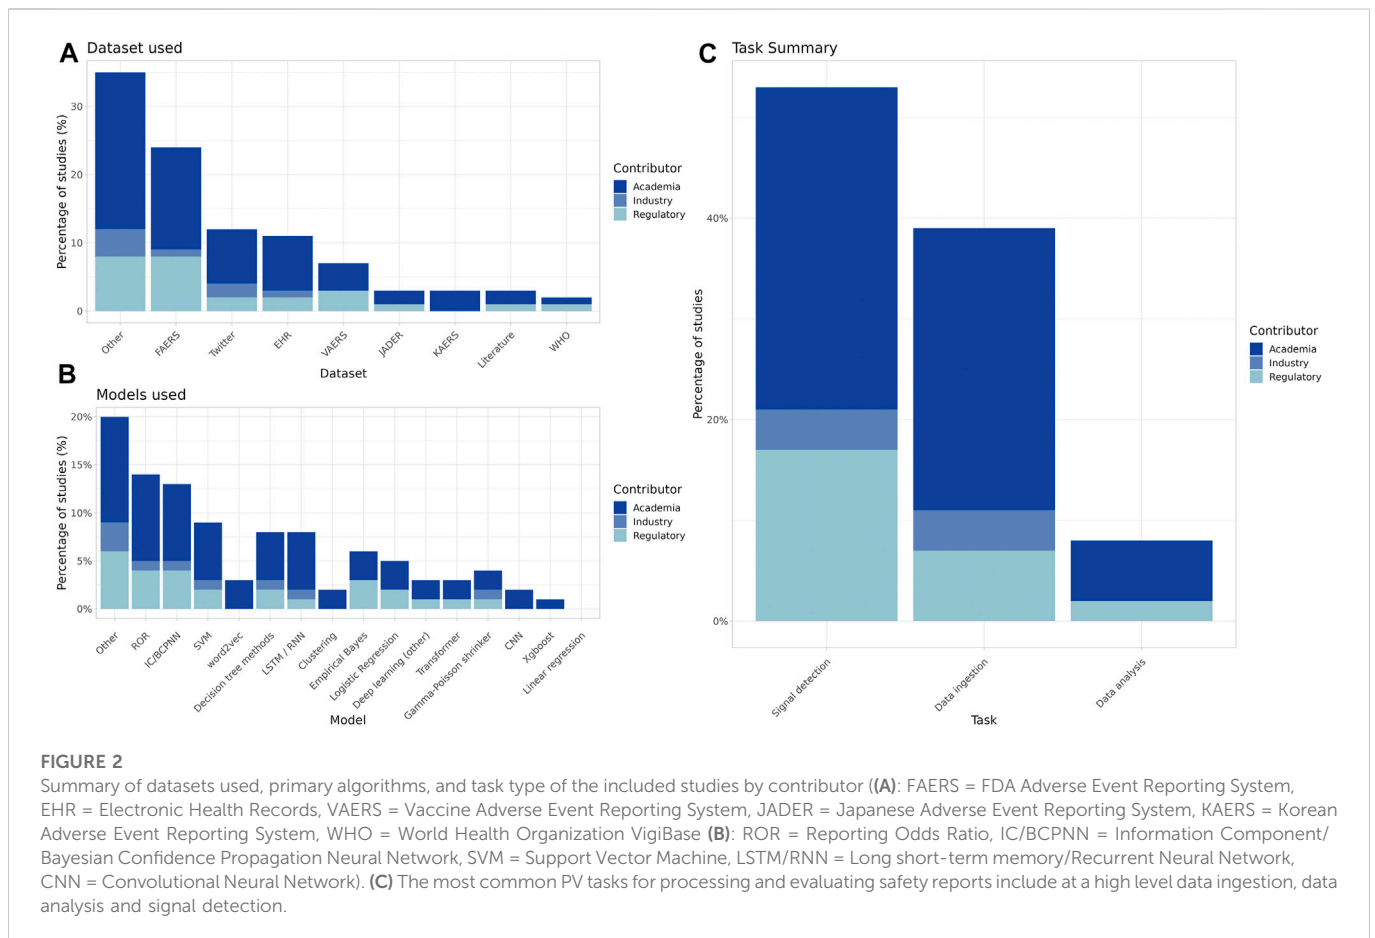 A
Dataset used
Percentage of studies (%)
30
20
10
0
Other
FAERS
Twitter
EHR
VAERS
JADER
KAERS
Literature
WHO
Dataset
Contributor
Academia
Industry
Regulatory
B
Models used
Percentage of studies (%)
20%
15%
10%
5%
0%
Other
ROR
IC/BCPNN
SVM
word2vec
Decision tree methods
LSTM / RNN
Clustering
Empirical Bayes
Logistic Regression
Deep learning (other)
Transformer
Gamma-Poisson shrinker
CNN
Xgboost
Linear regression
Model
Contributor
Academia
Industry
Regulatory
C
Task Summary
Percentage of studies
40%
20%
0%
Signal detection
Data ingestion
Data analysis
Task
Contributor
Academia
Industry
Regulatory
FIGURE 2
Summary of datasets used, primary algorithms, and task type of the included studies by contributor ((A): FAERS = FDA Adverse Event Reporting System,
EHR = Electronic Health Records, VAERS = Vaccine Adverse Event Reporting System, JADER = Japanese Adverse Event Reporting System, KAERS = Korean
Adverse Event Reporting System, WHO = World Health Organization VigiBase (B): ROR = Reporting Odds Ratio, IC/BCPNN = Information Component/
Bayesian Confidence Propagation Neural Network, SVM = Support Vector Machine, LSTM/RNN = Long short-term memory/Recurrent Neural Network,
CNN = Convolutional Neural Network). (C) The most common PV tasks for processing and evaluating safety reports include at a high level data ingestion, data
analysis and signal detection.